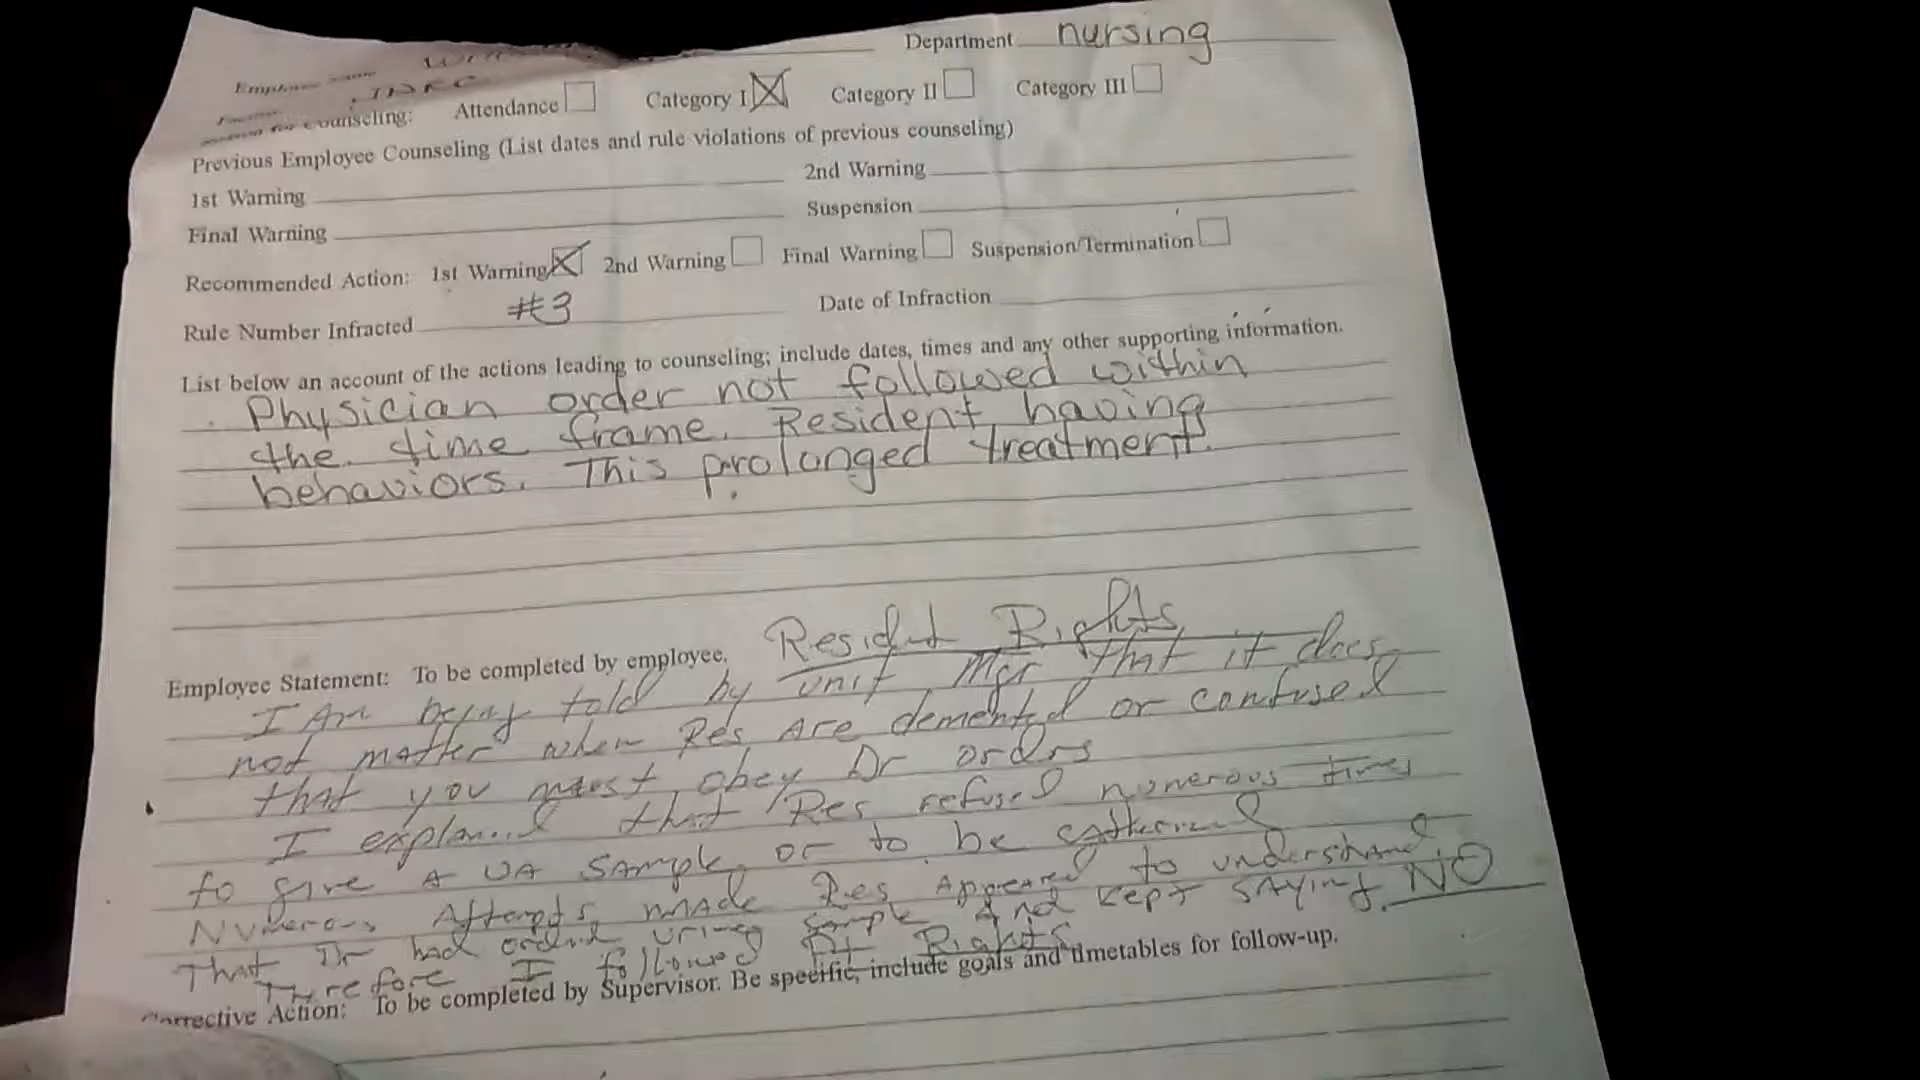 Department nursing
Employee name
Counseling: Attendance Category I Category II Category III
Previous Employee Counseling (List dates and rule violations of previous counseling)
1st Warning 2nd Warning
Final Warning Suspension
Recommended Action: 1st Warning 2nd Warning Final Warning Suspension/Termination
Rule Number Infracted #3 Date of Infraction
List below an account of the actions leading to counseling; include dates, times and any other supporting information.
Physician order not followed within
the time frame. Resident having
behaviors. This prolonged treatment.
Employee Statement: To be completed by employee. Resident Rights
I Am being told by unit Mgr that it does
not matter when Res Are demented or confused
that you must obey Dr ordrs
I explained that Res refused numerous times
to give A UA SAmple or to be catherized
Numerous Attempts mADe Res AppeAred to understand
That Dr had ordered urine sample And Kept SAying NO
Therefore I followed Pt Rights
Corrective Action: To be completed by Supervisor. Be specific, include goals and timetables for follow-up.